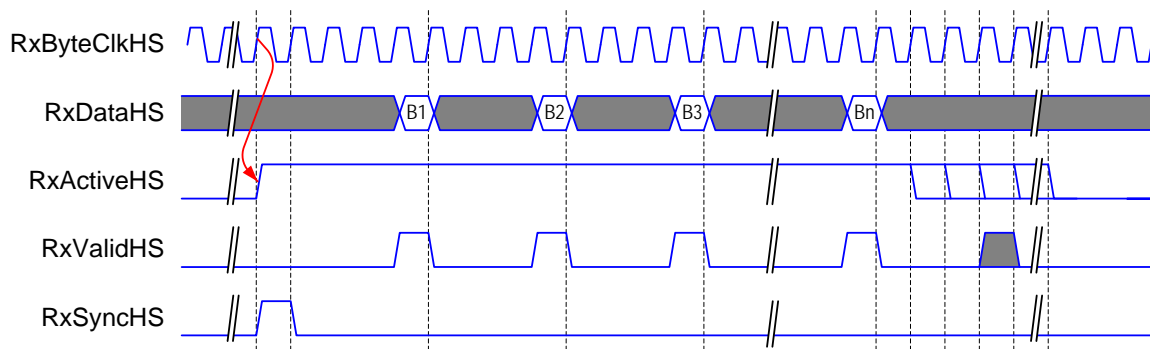 RxByteClkHS
RxDataHS B1 B2 B3 Bn
RxActiveHS
RxValidHS
RxSyncHS